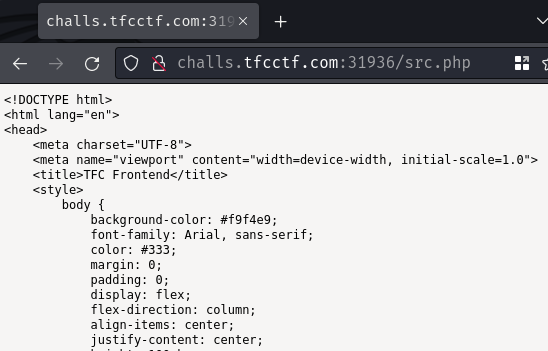 challs.tfcctf.com:319
challs.tfcctf.com:31936/src.php
<!DOCTYPE html>
<html lang="en">
<head>
    <meta charset="UTF-8">
    <meta name="viewport" content="width=device-width, initial-scale=1.0">
    <title>TFC Frontend</title>
    <style>
        body {
            background-color: #f9f4e9;
            font-family: Arial, sans-serif;
            color: #333;
            margin: 0;
            padding: 0;
            display: flex;
            flex-direction: column;
            align-items: center;
            justify-content: center;